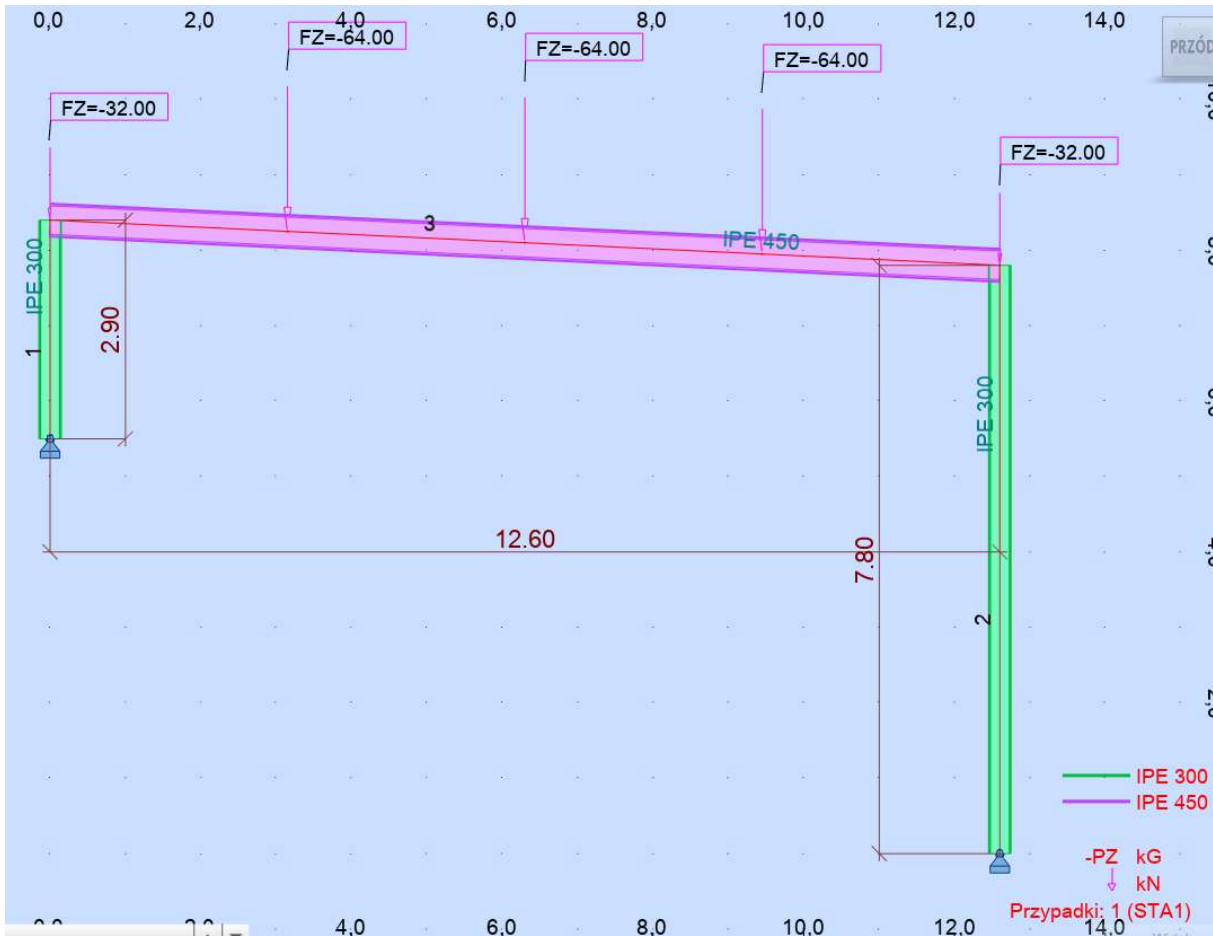 0,0 2,0 4,0 6,0 8,0 10,0 12,0 14,0
FZ=-64.00
FZ=-64.00
FZ=-64.00
PRZÓD
FZ=-32.00
FZ=-32.00
3
IPE 450
IPE 300
2.90
1
IPE 300
12.60
7.80
2
IPE 300
IPE 450
-PZ kG
kN
Przypadki: 1 (STA1)
4,0 6,0 8,0 10,0 12,0 14,0